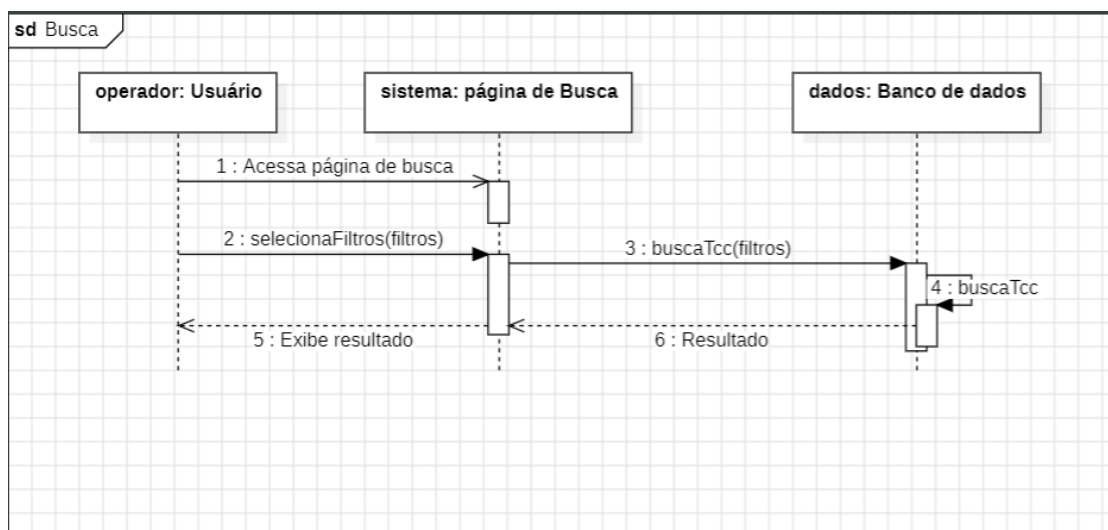 sd Busca
operador: Usuário
sistema: página de Busca
dados: Banco de dados
1 : Acessa página de busca
2 : selecionaFiltros(filtros)
3 : buscaTcc(filtros)
4 : buscaTcc
5 : Exibe resultado
6 : Resultado